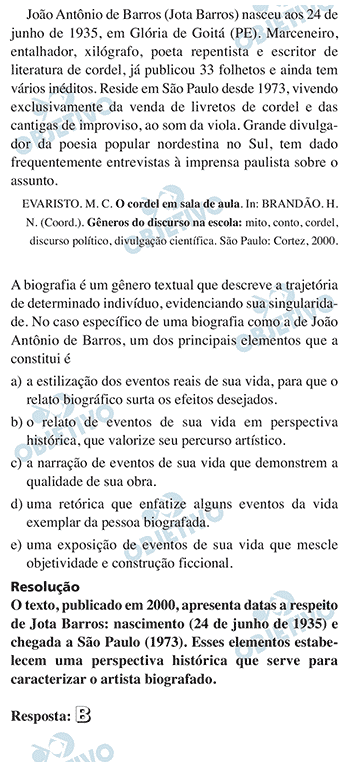 João Antônio de Barros (Jota Barros) nasceu aos 24 de
junho de 1935, em Glória de Goitá (PE). Marceneiro,
entalhador, xilógrafo, poeta repentista e escritor de
literatura de cordel, já publicou 33 folhetos e ainda tem
vários inéditos. Reside em São Paulo desde 1973, vivendo
exclusivamente da venda de livretos de cordel e das
cantigas de improviso, ao som da viola. Grande divulga-
dor da poesia popular nordestina no Sul, tem dado
frequentemente entrevistas à imprensa paulista sobre o
assunto.
EVARISTO. M. C. O cordel em sala de aula. In: BRANDÃO. H.
N. (Coord.). Gêneros do discurso na escola: mito, conto, cordel,
discurso político, divulgação científica. São Paulo: Cortez, 2000.
A biografia é um gênero textual que descreve a trajetória
de determinado indivíduo, evidenciando sua singularida-
de. No caso específico de uma biografia como a de João
Antônio de Barros, um dos principais elementos que a
constitui é
a) a estilização dos eventos reais de sua vida, para que o
relato biográfico surta os efeitos desejados.
b) o relato de eventos de sua vida em perspectiva
histórica, que valorize seu percurso artístico.
c) a narração de eventos de sua vida que demonstrem a
qualidade de sua obra.
d) uma retórica que enfatize alguns eventos da vida
exemplar da pessoa biografada.
e) uma exposição de eventos de sua vida que mescle
objetividade e construção ficcional.
Resolução
O texto, publicado em 2000, apresenta datas a respeito
de Jota Barros: nascimento (24 de junho de 1935) e
chegada a São Paulo (1973). Esses elementos estabe-
lecem uma perspectiva histórica que serve para
caracterizar o artista biografado.
Resposta: B
OBJETIVO